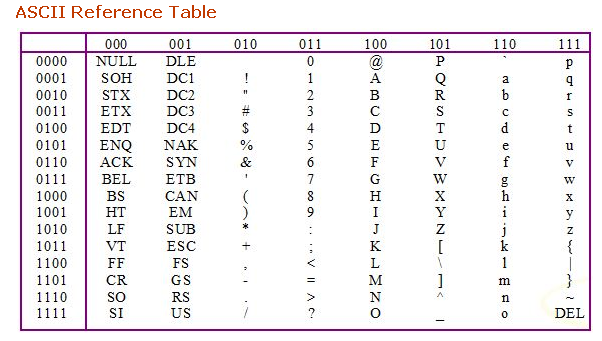 ASCII Reference Table
000 001 010 011 100 101 110 111
0000 NULL DLE 0 @ P ` p
0001 SOH DC1 ! 1 A Q a q
0010 STX DC2 " 2 B R b r
0011 ETX DC3 # 3 C S c s
0100 EDT DC4 $ 4 D T d t
0101 ENQ NAK % 5 E U e u
0110 ACK SYN & 6 F V f v
0111 BEL ETB ' 7 G W g w
1000 BS CAN ( 8 H X h x
1001 HT EM ) 9 I Y i y
1010 LF SUB * : J Z j z
1011 VT ESC + ; K [ k {
1100 FF FS , < L \ l |
1101 CR GS - = M ] m }
1110 SO RS . > N ^ n ~
1111 SI US / ? O _ o DEL